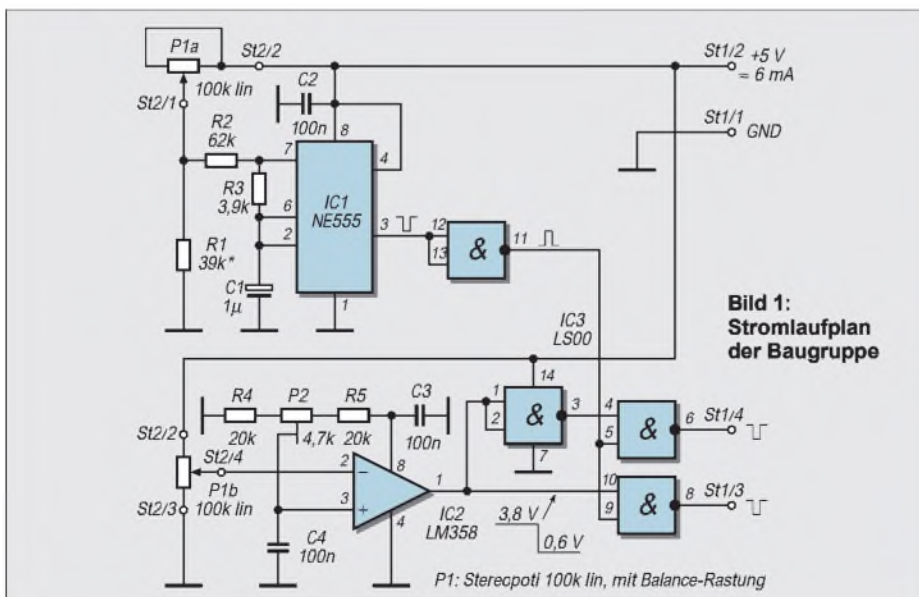 P1a
100k lin
St2/2
St2/1
C2
100n
St1/2
+5 V
≈ 6 mA
St1/1
GND
R2
62k
7
8
4
R3
3,9k
IC1
NE555
6
2
3
12
13
&
11
R1
39k*
C1
1µ
1
IC3
LS00
Bild 1:
Stromlaufplan
der Baugruppe
R4
20k
P2
4,7k
R5
20k
C3
100n
1
2
14
&
3
7
4
5
&
6
St1/4
St2/2
St2/4
P1b
100k lin
St2/3
2
–
3
+
8
4
1
IC2
LM358
C4
100n
3,8 V
0,6 V
10
9
&
8
St1/3
P1: Stereopoti 100k lin, mit Balance-Rastung